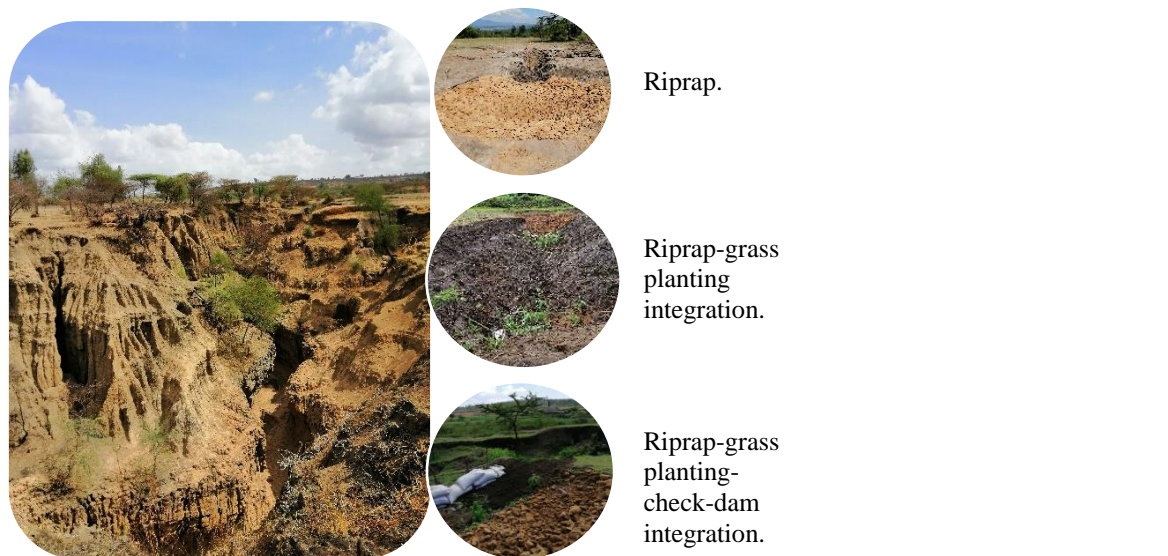 Riprap.
Riprap-grass
planting
integration.
Riprap-grass
planting-
check-dam
integration.